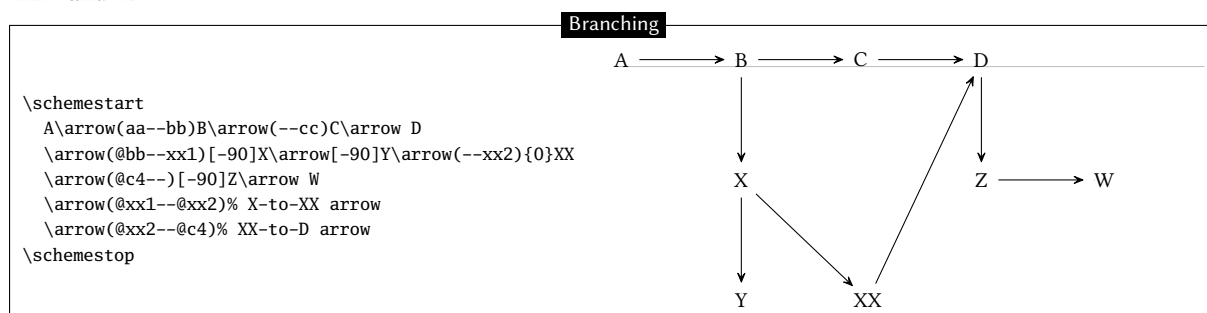 Branching
\schemestart
A\arrow(aa--bb)B\arrow(--cc)C\arrow D
\arrow(@bb--xx1)[-90]X\arrow[-90]Y\arrow(--xx2){0}XX
\arrow(@c4--)[-90]Z\arrow W
\arrow(@xx1--@xx2)% X-to-XX arrow
\arrow(@xx2--@c4)% XX-to-D arrow
\schemestop
A B C D
X Z W
Y XX